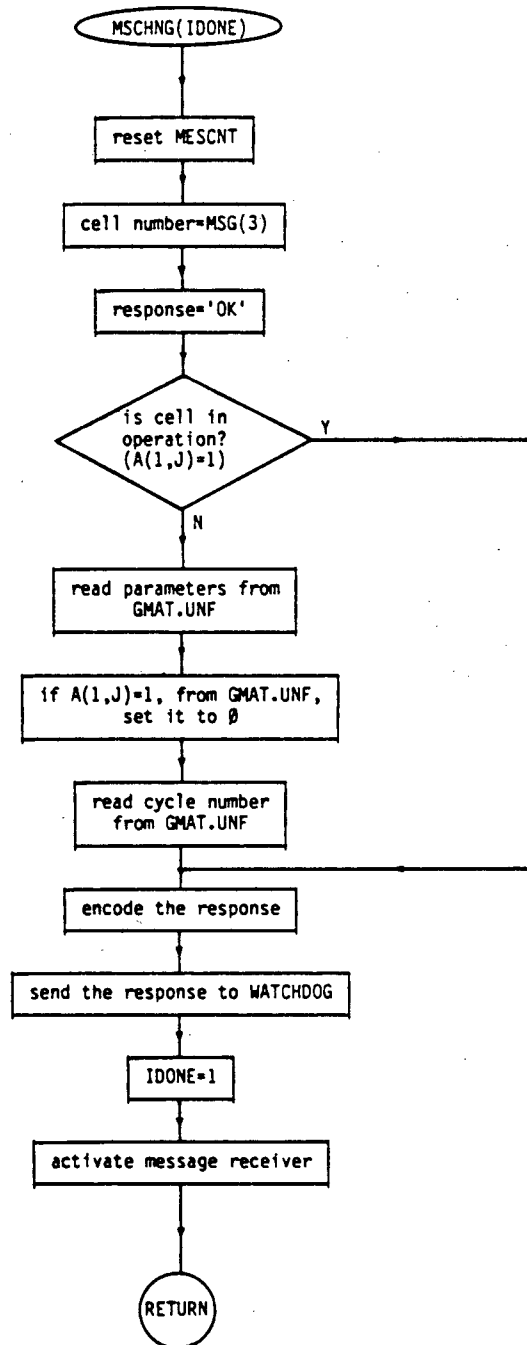 MSCHNG(IDONE)
reset MESCNT
cell number=MSG(3)
response='OK'
is cell in
operation?
(A(1,J)=1)
Y
N
read parameters from
GMAT.UNF
if A(1,J)=1, from GMAT.UNF,
set it to Ø
read cycle number
from GMAT.UNF
encode the response
send the response to WATCHDOG
IDONE=1
activate message receiver
RETURN